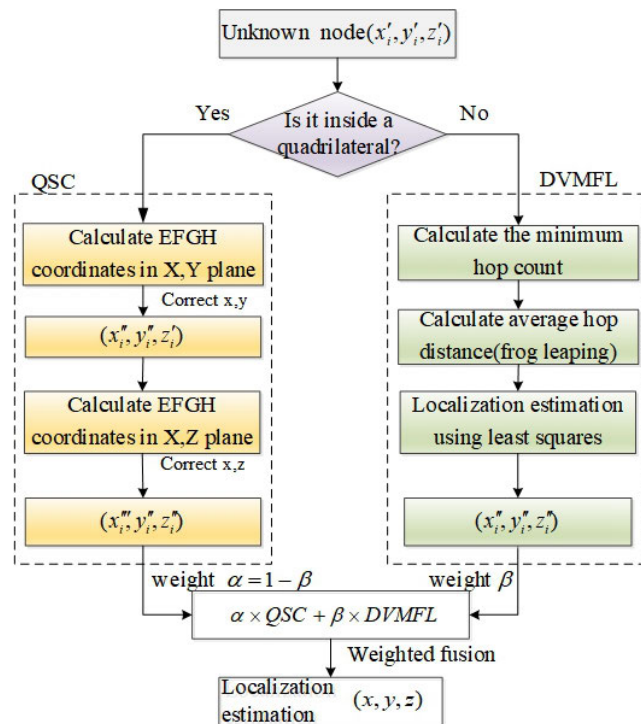 Unknown node(x′ᵢ, y′ᵢ, z′ᵢ)
Yes
Is it inside a
quadrilateral?
No
QSC
Calculate EFGH
coordinates in X,Y plane
Correct x,y
(x″ᵢ, y″ᵢ, z′ᵢ)
Calculate EFGH
coordinates in X,Z plane
Correct x,z
(x‴ᵢ, y″ᵢ, z″ᵢ)
DVMFL
Calculate the minimum
hop count
Calculate average hop
distance(frog leaping)
Localization estimation
using least squares
(x″ᵢ, y″ᵢ, z″ᵢ)
weight α = 1 − β
weight β
α × QSC + β × DVMFL
Weighted fusion
Localization
estimation (x, y, z)